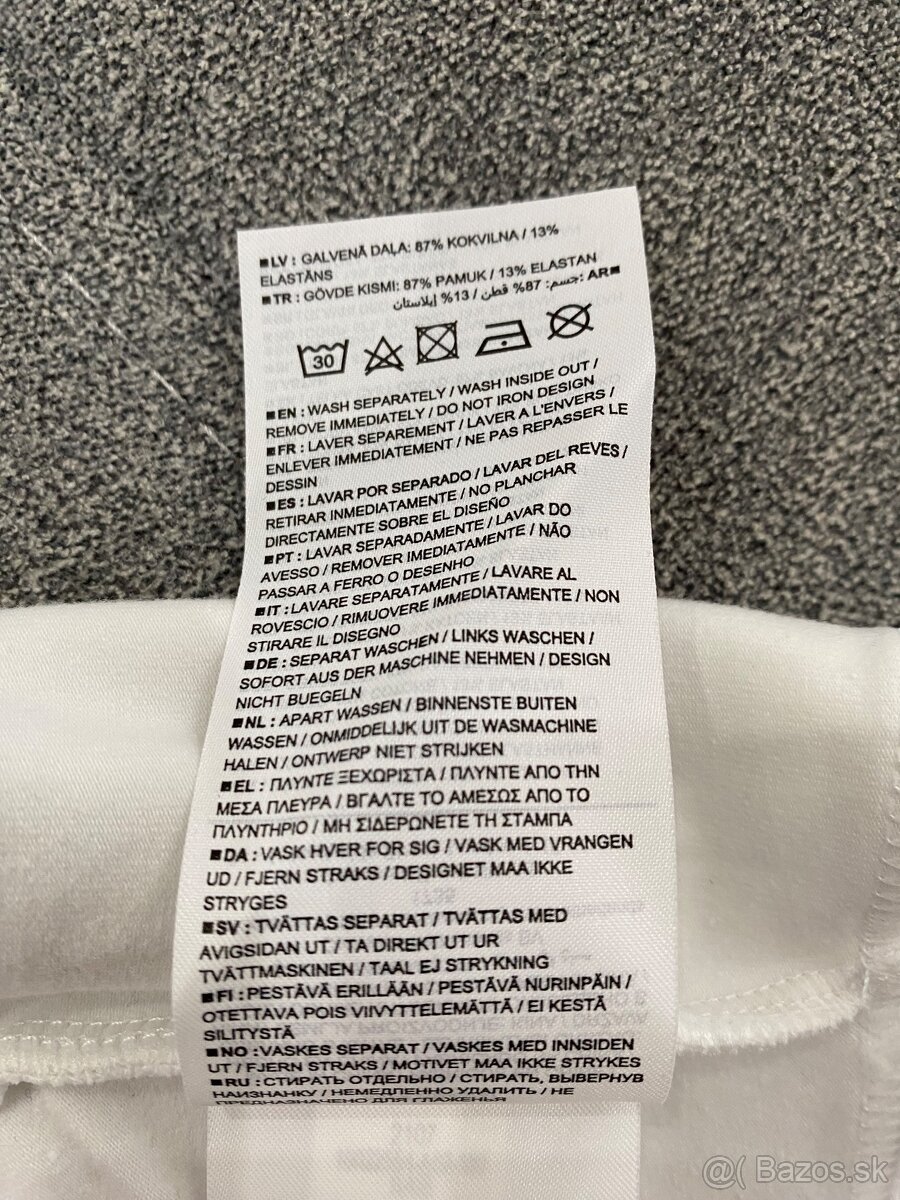 ■LV : GALVENĀ DAĻA: 87% KOKVILNA / 13%
ELASTĀNS
■TR : GÖVDE KISMI: 87% PAMUK / 13% ELASTAN
■AR: جسم: 87% قطن / 13% إيلاستان
30
■EN : WASH SEPARATELY / WASH INSIDE OUT /
REMOVE IMMEDIATELY / DO NOT IRON DESIGN
■FR : LAVER SEPAREMENT / LAVER A L'ENVERS /
ENLEVER IMMEDIATEMENT / NE PAS REPASSER LE
DESSIN
■ES : LAVAR POR SEPARADO / LAVAR DEL REVES /
RETIRAR INMEDIATAMENTE / NO PLANCHAR
DIRECTAMENTE SOBRE EL DISEÑO
■PT : LAVAR SEPARADAMENTE / LAVAR DO
AVESSO / REMOVER IMEDIATAMENTE / NÃO
PASSAR A FERRO O DESENHO
■IT : LAVARE SEPARATAMENTE / LAVARE AL
ROVESCIO / RIMUOVERE IMMEDIATAMENTE / NON
STIRARE IL DISEGNO
■DE : SEPARAT WASCHEN / LINKS WASCHEN /
SOFORT AUS DER MASCHINE NEHMEN / DESIGN
NICHT BUEGELN
■NL : APART WASSEN / BINNENSTE BUITEN
WASSEN / ONMIDDELIJK UIT DE WASMACHINE
HALEN / ONTWERP NIET STRIJKEN
■EL : ΠΛΥΝΤΕ ΞΕΧΩΡΙΣΤΑ / ΠΛΥΝΤΕ ΑΠΟ ΤΗΝ
ΜΕΣΑ ΠΛΕΥΡΑ / ΒΓΑΛΤΕ ΤΟ ΑΜΕΣΩΣ ΑΠΟ ΤΟ
ΠΛΥΝΤΗΡΙΟ / ΜΗ ΣΙΔΕΡΩΝΕΤΕ ΤΗ ΣΤΑΜΠΑ
■DA : VASK HVER FOR SIG / VASK MED VRANGEN
UD / FJERN STRAKS / DESIGNET MAA IKKE
STRYGES
■SV : TVÄTTAS SEPARAT / TVÄTTAS MED
AVIGSIDAN UT / TA DIREKT UT UR
TVÄTTMASKINEN / TAAL EJ STRYKNING
■FI : PESTÄVÄ ERILLÄÄN / PESTÄVÄ NURINPÄIN /
OTETTAVA POIS VIIVYTTELEMÄTTÄ / EI KESTÄ
SILITYSTÄ
■NO : VASKES SEPARAT / VASKES MED INNSIDEN
UT / FJERN STRAKS / MOTIVET MAA IKKE STRYKES
■RU : СТИРАТЬ ОТДЕЛЬНО / СТИРАТЬ, ВЫВЕРНУВ
НАИЗНАНКУ / НЕМЕДЛЕННО УДАЛИТЬ / НЕ
ПРЕДНАЗНАЧЕНО ДЛЯ ГЛАЖЕНЬЯ
@( Bazos.sk